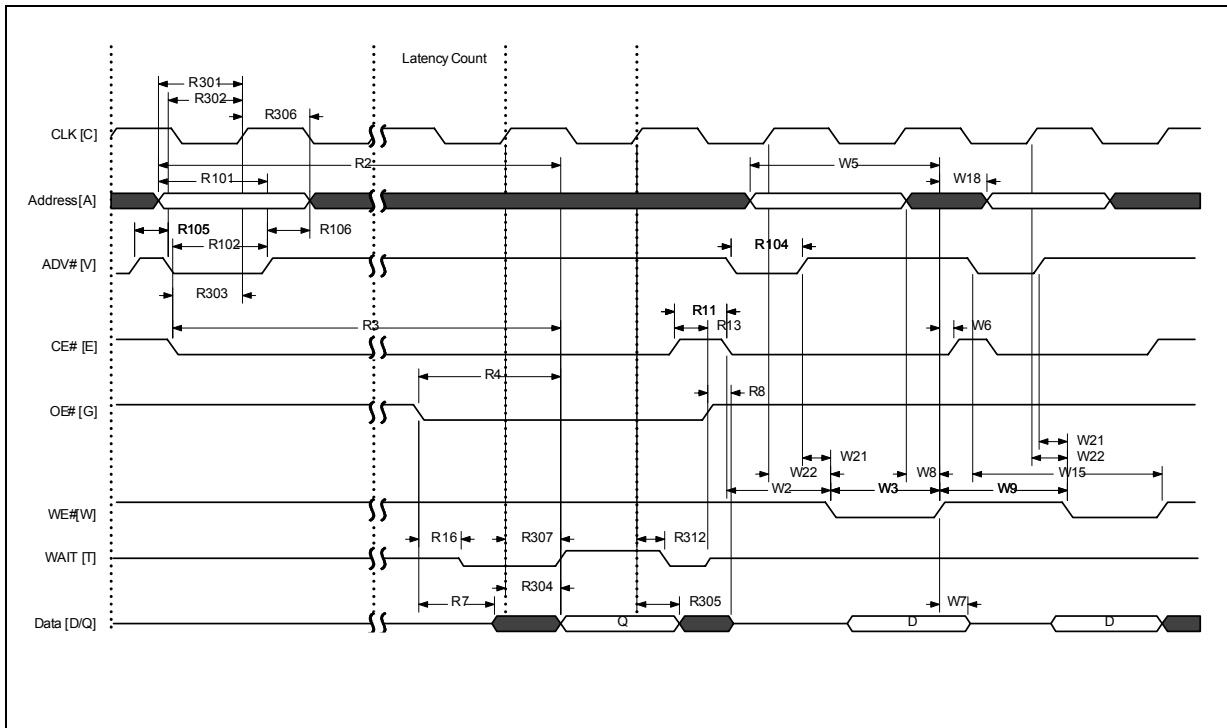 Latency Count
R301
R302
R306
CLK [C]
R2
W5
R101
W18
Address [A]
R105
R102
R106
R104
ADV# [V]
R303
R11
R3
R13
W6
CE# [E]
R4
R8
OE# [G]
W21
W21
W22
W22
W8
W15
W2
W3
W9
WE# [W]
R16
R307
R312
WAIT [T]
R304
R7
R305
W7
Data [D/Q]
Q
D
D